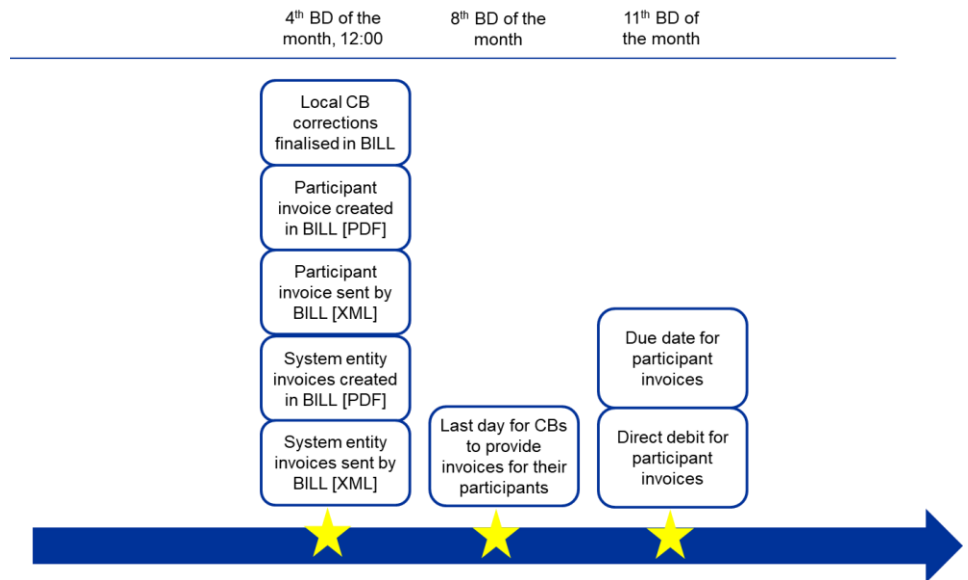 4th BD of the
month, 12:00
8th BD of the
month
11th BD of
the month
Local CB
corrections
finalised in BILL
Participant
invoice created
in BILL [PDF]
Participant
invoice sent by
BILL [XML]
System entity
invoices created
in BILL [PDF]
System entity
invoices sent by
BILL [XML]
Last day for CBs
to provide
invoices for their
participants
Due date for
participant
invoices
Direct debit for
participant
invoices